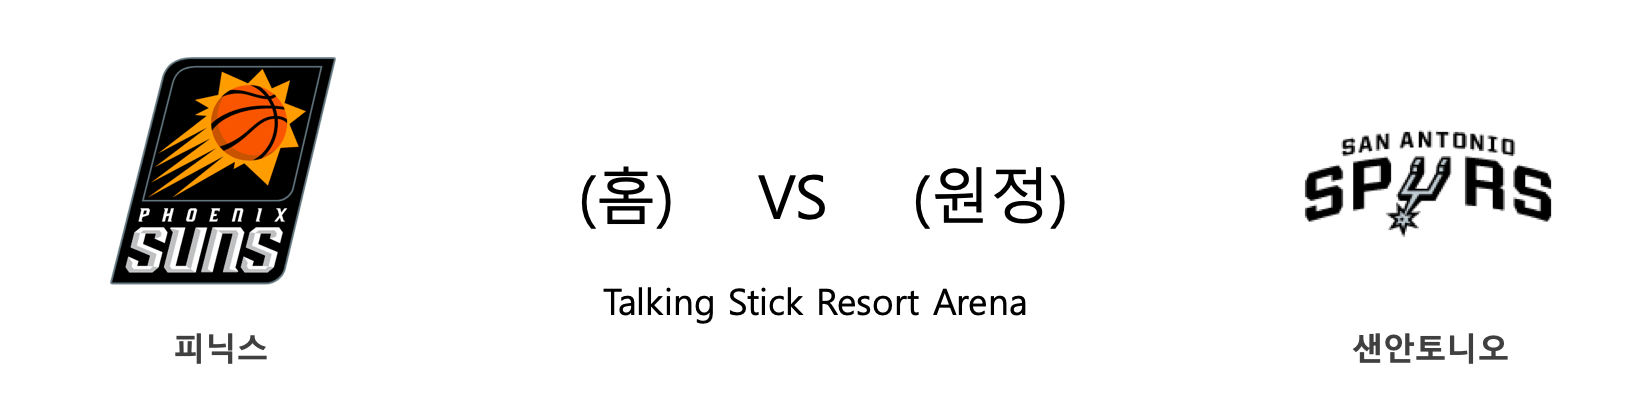 PHOENIX
SUNS
피닉스
(홈) VS (원정)
Talking Stick Resort Arena
SAN ANTONIO
SPURS
샌안토니오